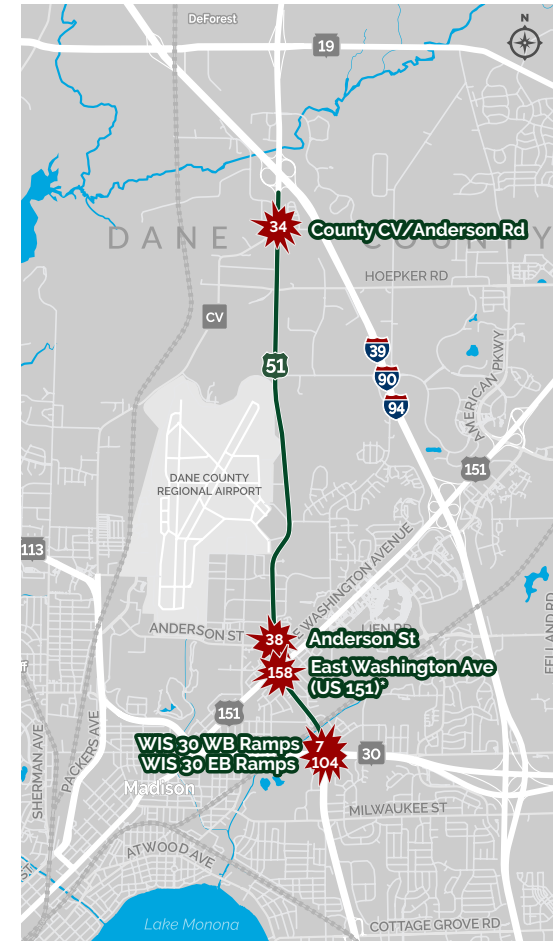 DeForest
N
19
34
County CV/Anderson Rd
DANE COUNTY
HOEPKER RD
CV
51
39
90
94
AMERICAN PKWY
151
DANE COUNTY
REGIONAL AIRPORT
113
E WASHINGTON AVENUE
LIEN RD
FELLAND RD
ANDERSON ST
38
Anderson St
158
East Washington Ave
(US 151)*
151
WIS 30 WB Ramps
7
WIS 30 EB Ramps
104
30
SHERMAN AVE
PACKERS AVE
Madison
MILWAUKEE ST
ATWOOD AVE
Lake Monona
COTTAGE GROVE RD